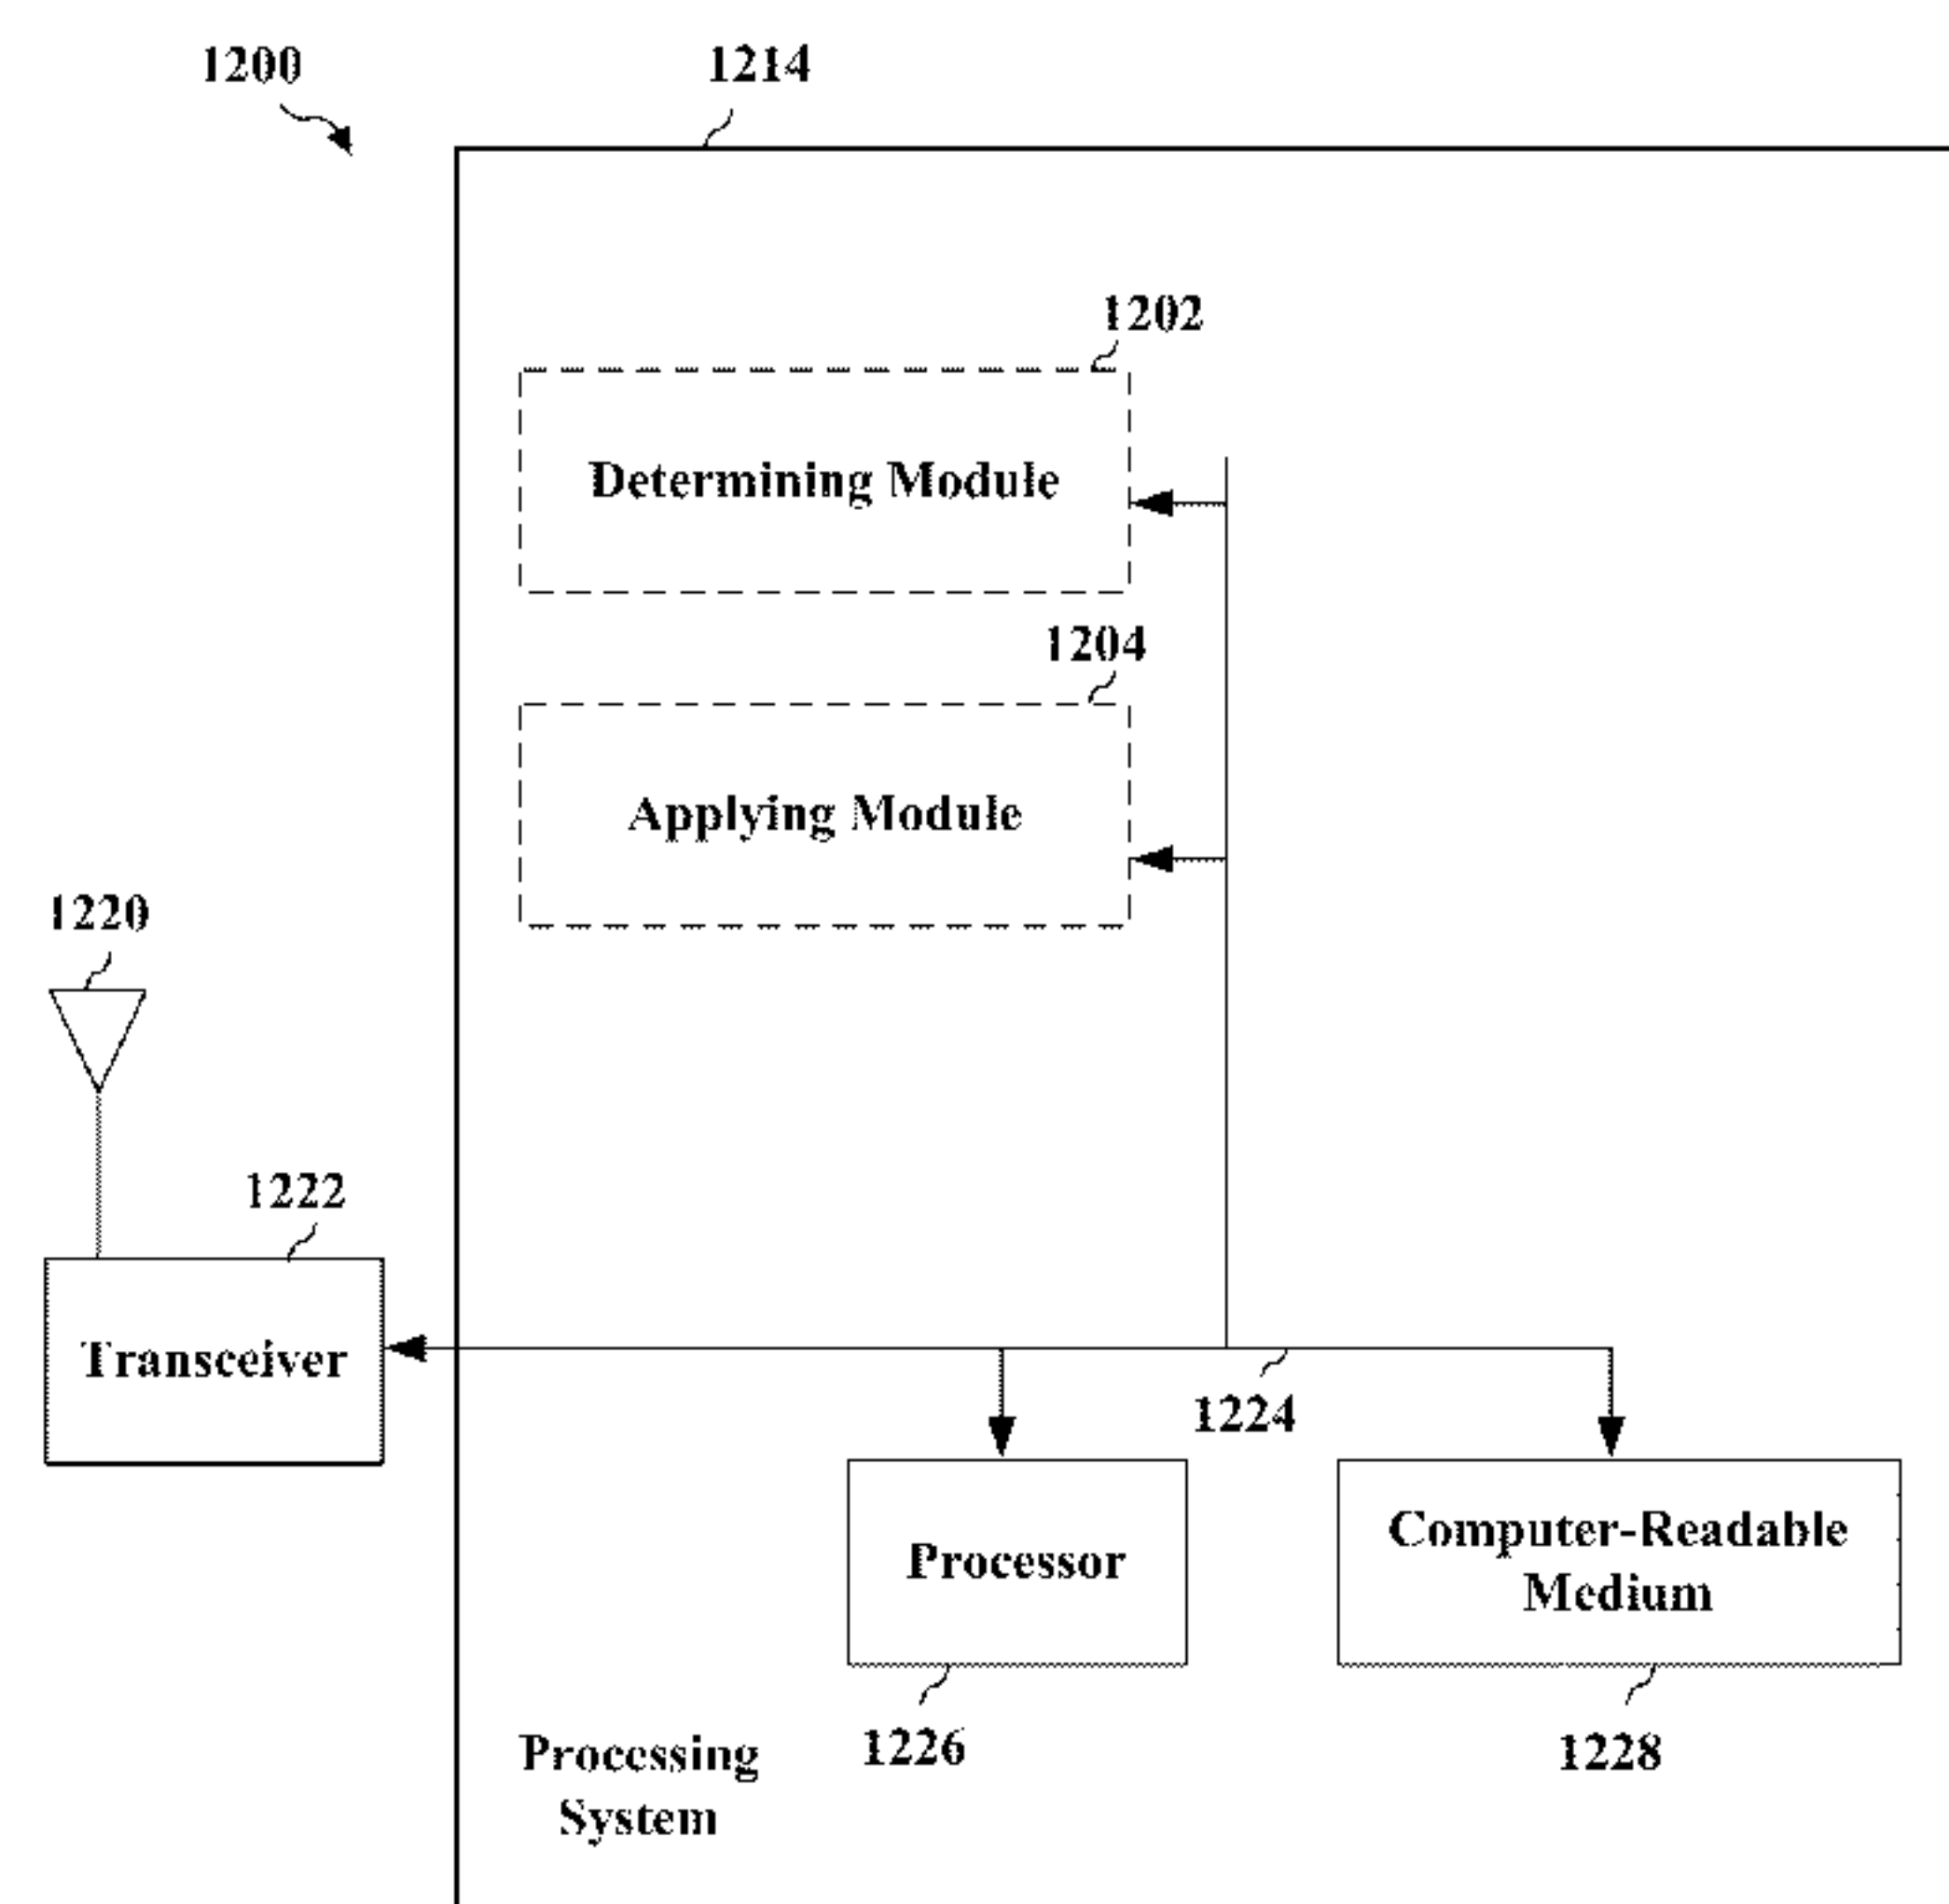 1200
1214
1202
Determining Module
1204
Applying Module
1220
1222
Transceiver
1224
Processor
Computer-Readable
Medium
1226
1228
Processing
System